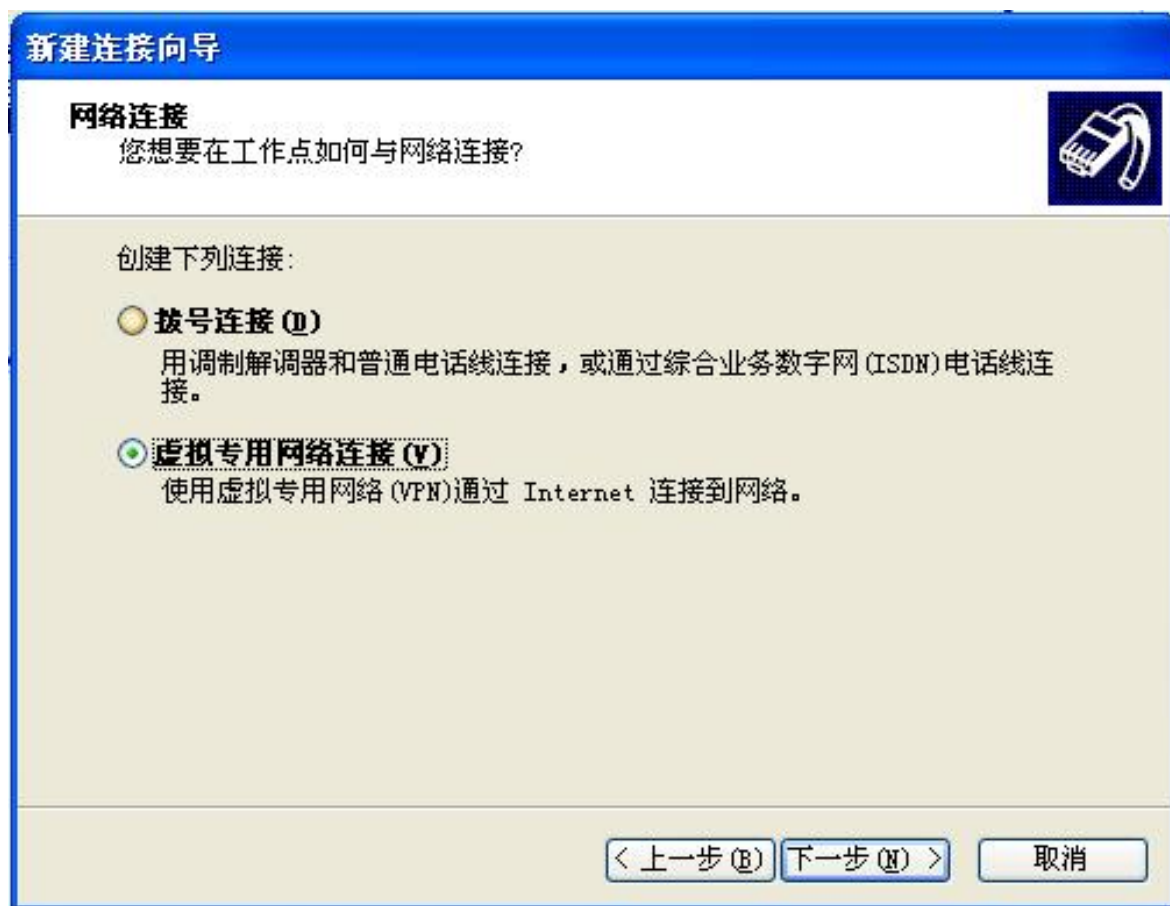 新建连接向导
网络连接
您想要在工作点如何与网络连接?
创建下列连接:
拨号连接(D)
用调制解调器和普通电话线连接，或通过综合业务数字网(ISDN)电话线连
接。
虚拟专用网络连接(V)
使用虚拟专用网络(VPN)通过 Internet 连接到网络。
< 上一步(B) 下一步(N) > 取消